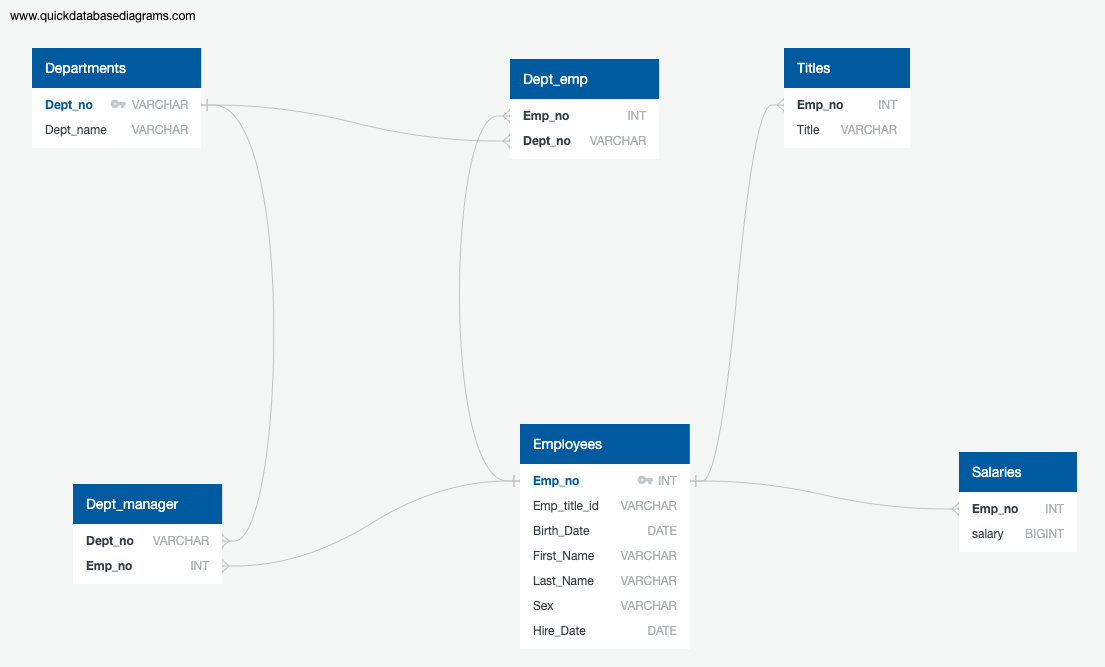 www.quickdatabasediagrams.com
Departments
Dept_no VARCHAR
Dept_name VARCHAR
Dept_emp
Emp_no INT
Dept_no VARCHAR
Titles
Emp_no INT
Title VARCHAR
Dept_manager
Dept_no VARCHAR
Emp_no INT
Employees
Emp_no INT
Emp_title_id VARCHAR
Birth_Date DATE
First_Name VARCHAR
Last_Name VARCHAR
Sex VARCHAR
Hire_Date DATE
Salaries
Emp_no INT
salary BIGINT